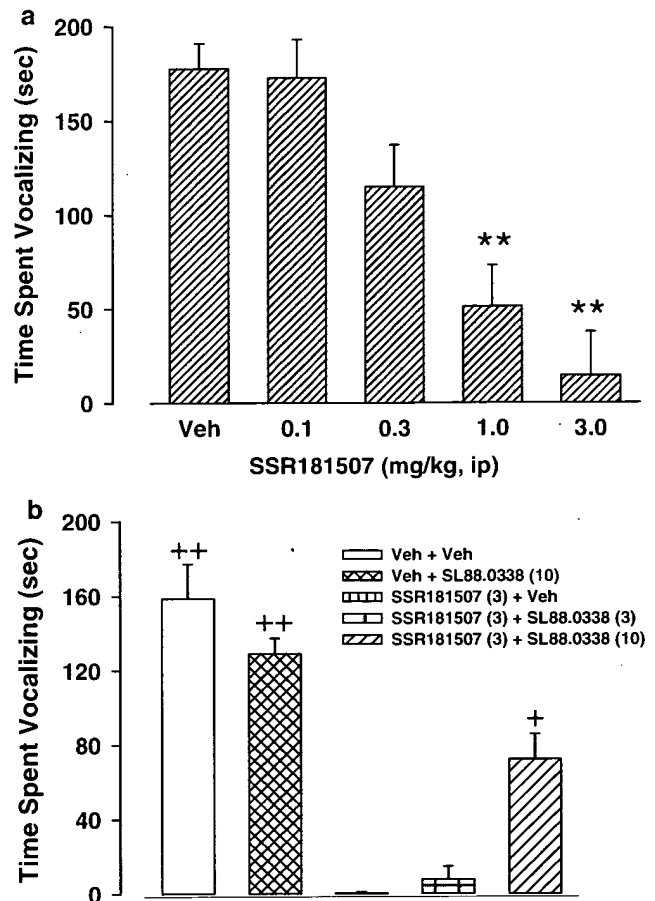 a
200
150
100
50
0
Time Spent Vocalizing (sec)
**
**
Veh 0.1 0.3 1.0 3.0
SSR181507 (mg/kg, ip)
b
200
160
120
80
40
0
Time Spent Vocalizing (sec)
++
++
+
Veh + Veh
Veh + SL88.0338 (10)
SSR181507 (3) + Veh
SSR181507 (3) + SL88.0338 (3)
SSR181507 (3) + SL88.0338 (10)